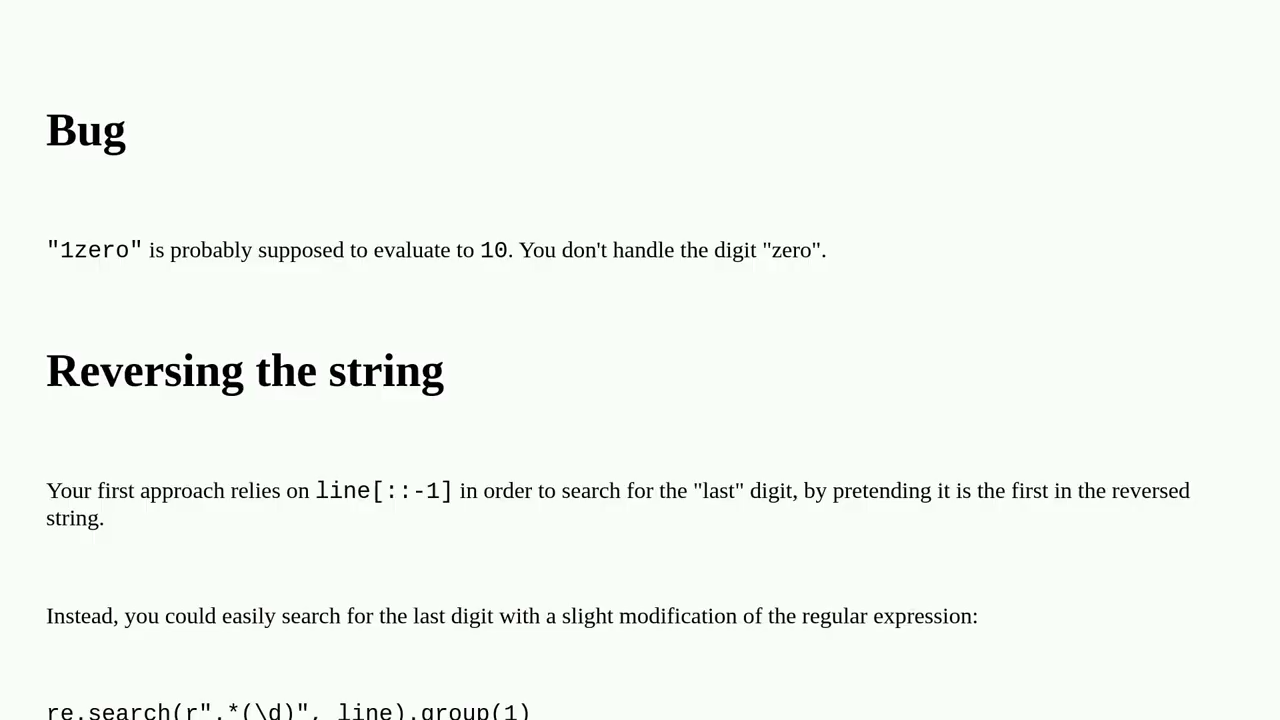 Bug
"1zero" is probably supposed to evaluate to 10. You don't handle the digit "zero".
Reversing the string
Your first approach relies on line[::-1] in order to search for the "last" digit, by pretending it is the first in the reversed
string.
Instead, you could easily search for the last digit with a slight modification of the regular expression:
re.search(r".*(\d)", line).group(1)